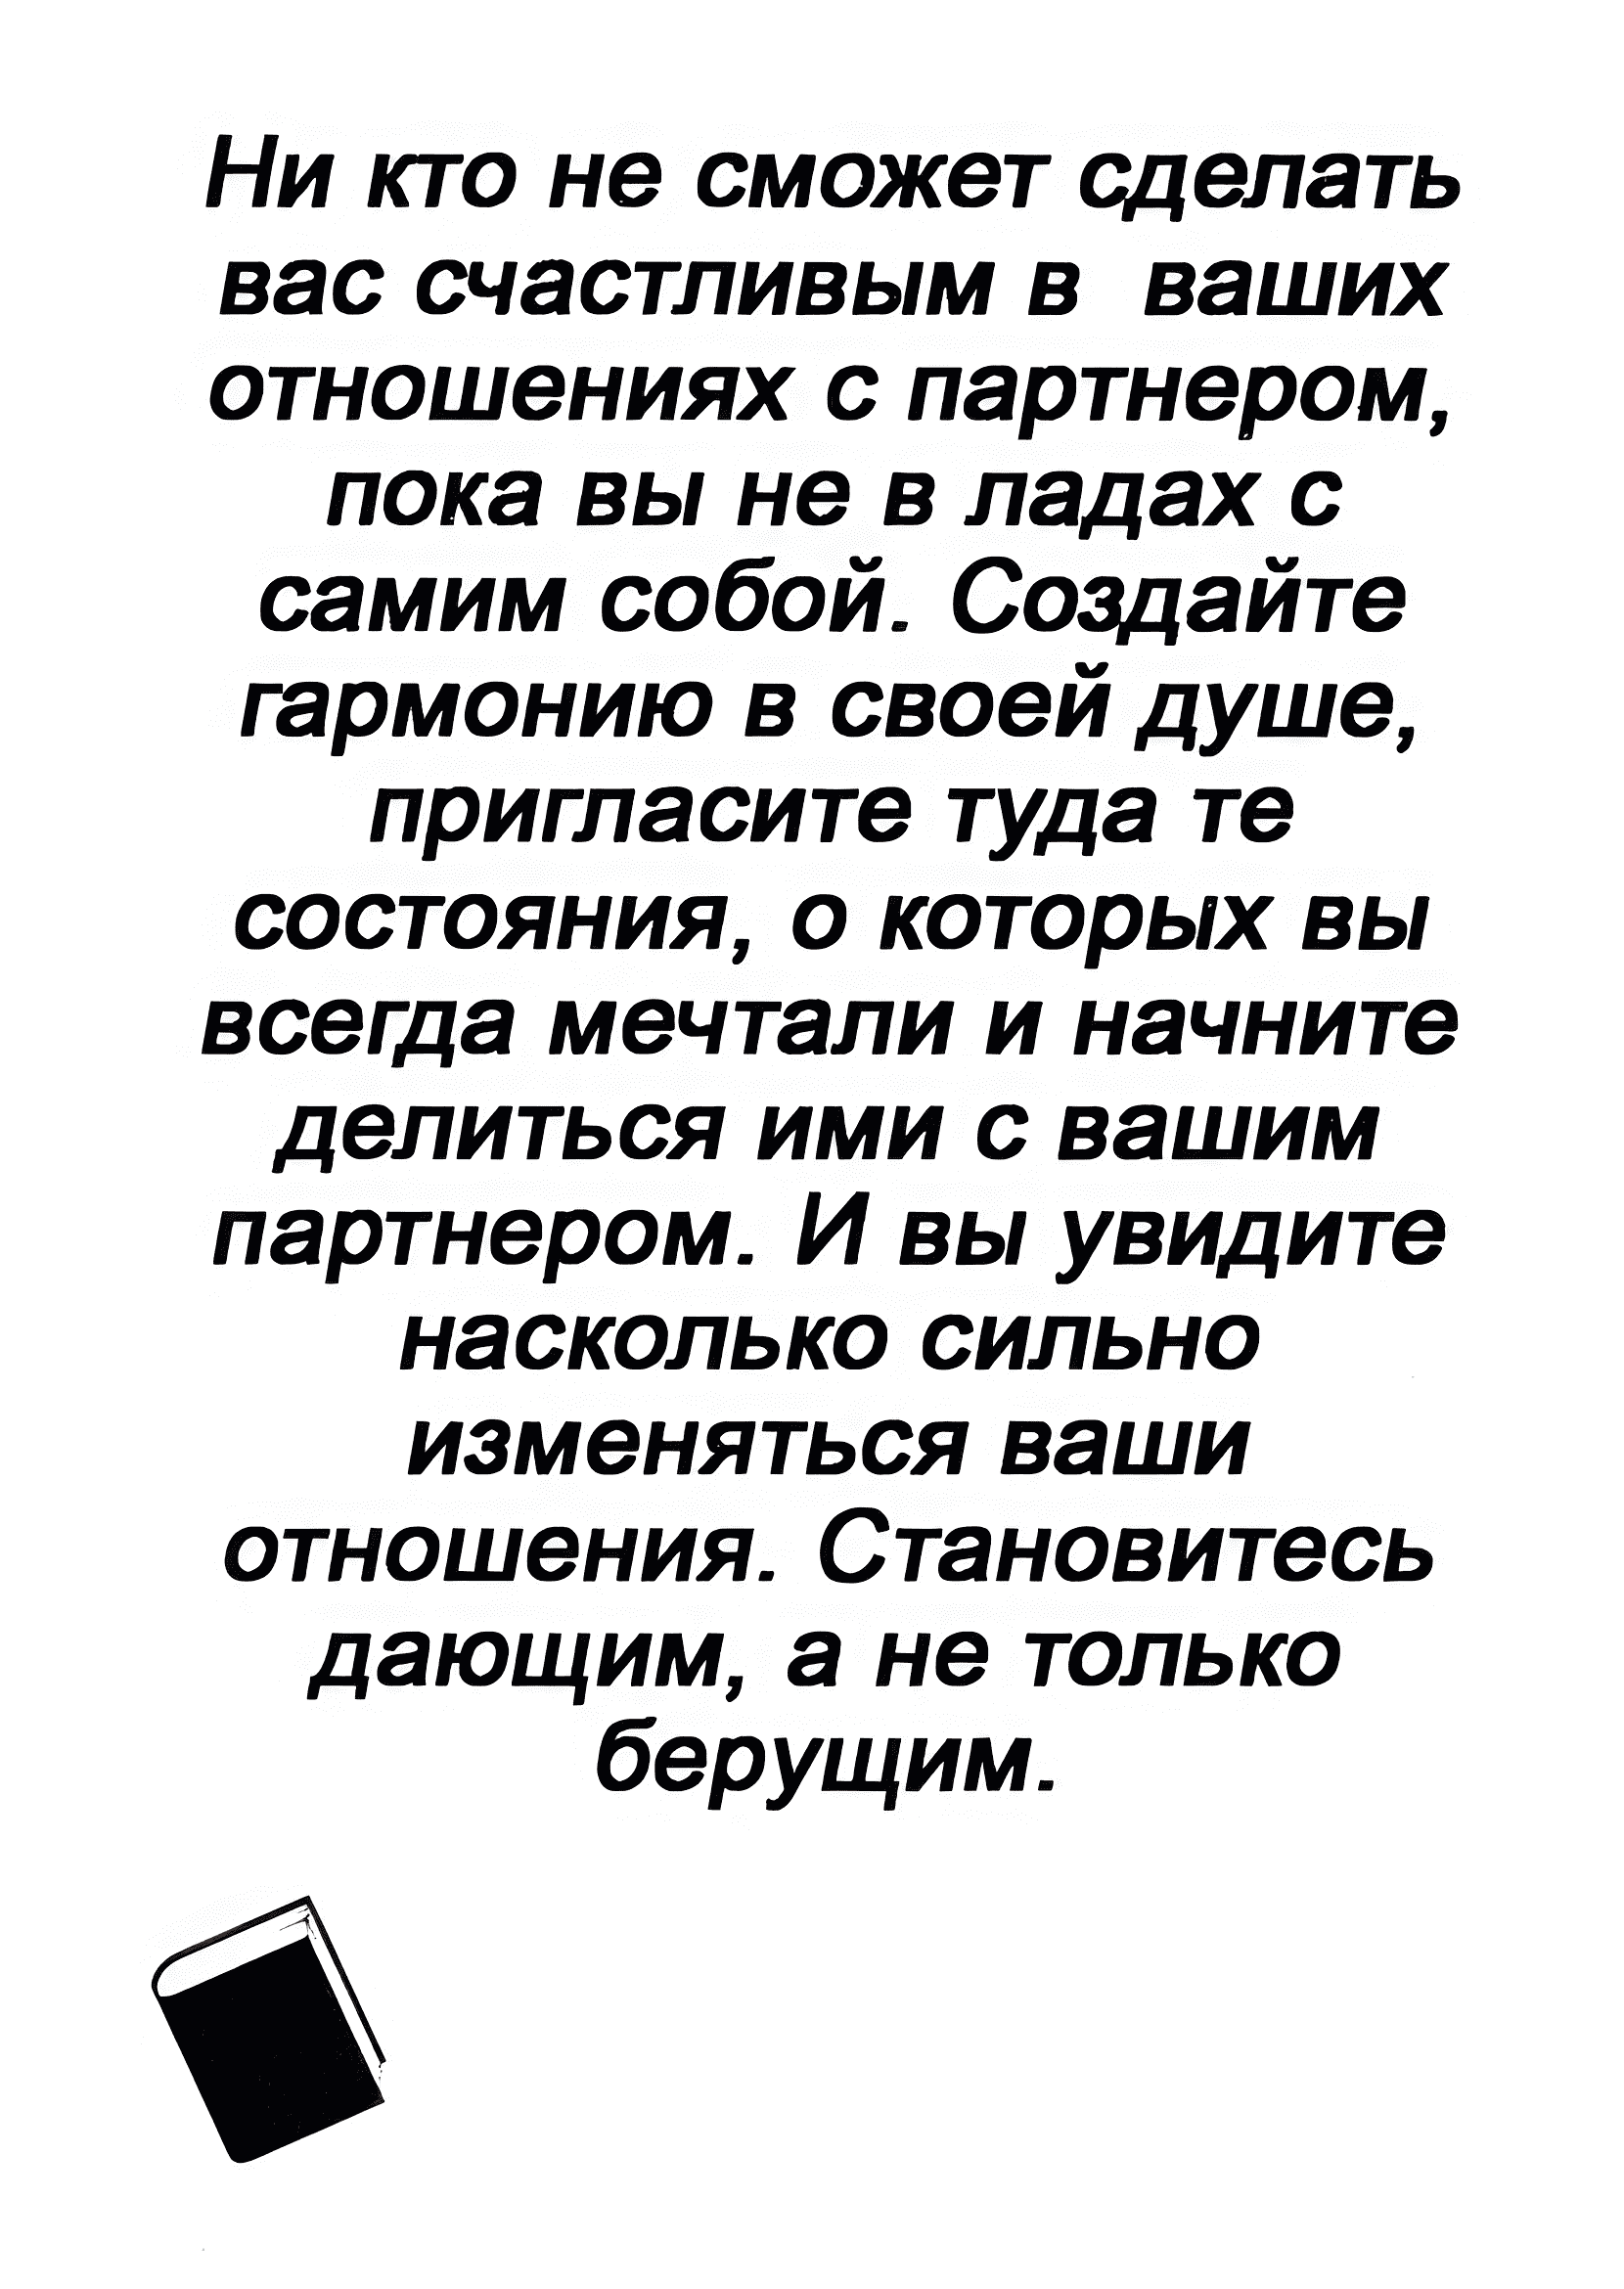 Ни кто не сможет сделать
вас счастливым в ваших
отношениях с партнером,
пока вы не в ладах с
самим собой. Создайте
гармонию в своей душе,
пригласите туда те
состояния, о которых вы
всегда мечтали и начните
делиться ими с вашим
партнером. И вы увидите
насколько сильно
изменяться ваши
отношения. Становитесь
дающим, а не только
берущим.